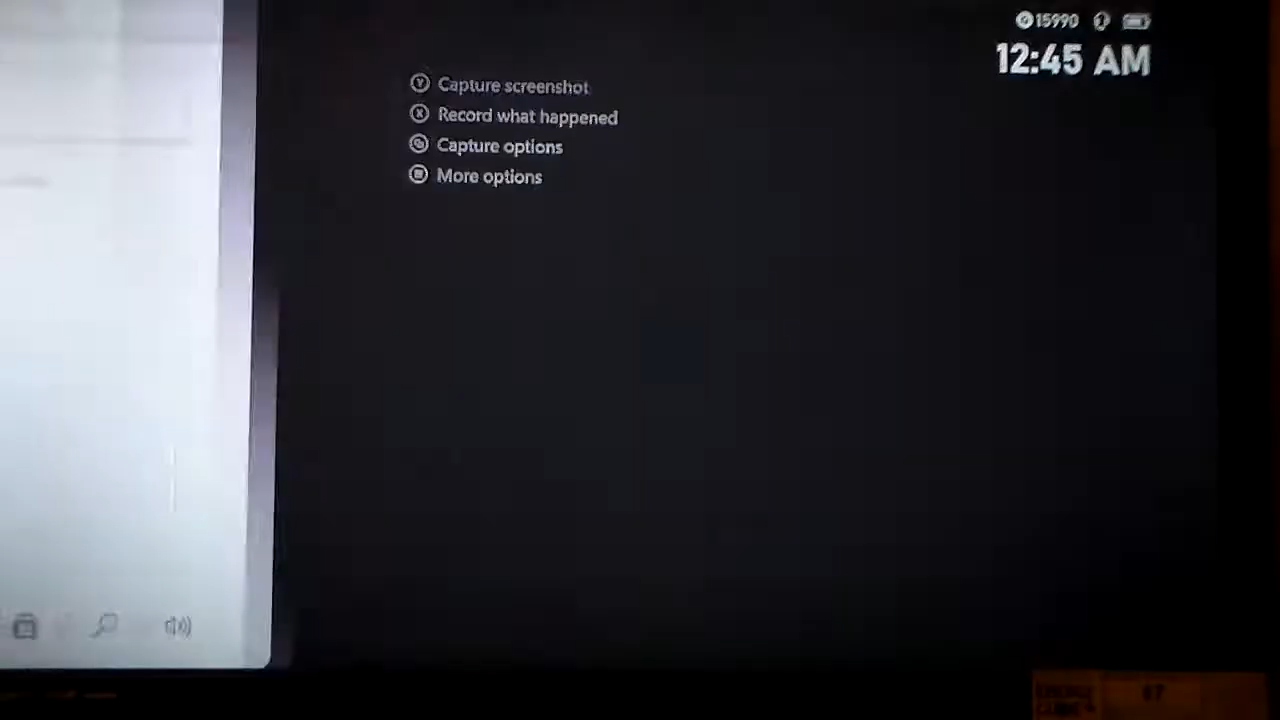 15990
12:45 AM
Y Capture screenshot
X Record what happened
Capture options
More options